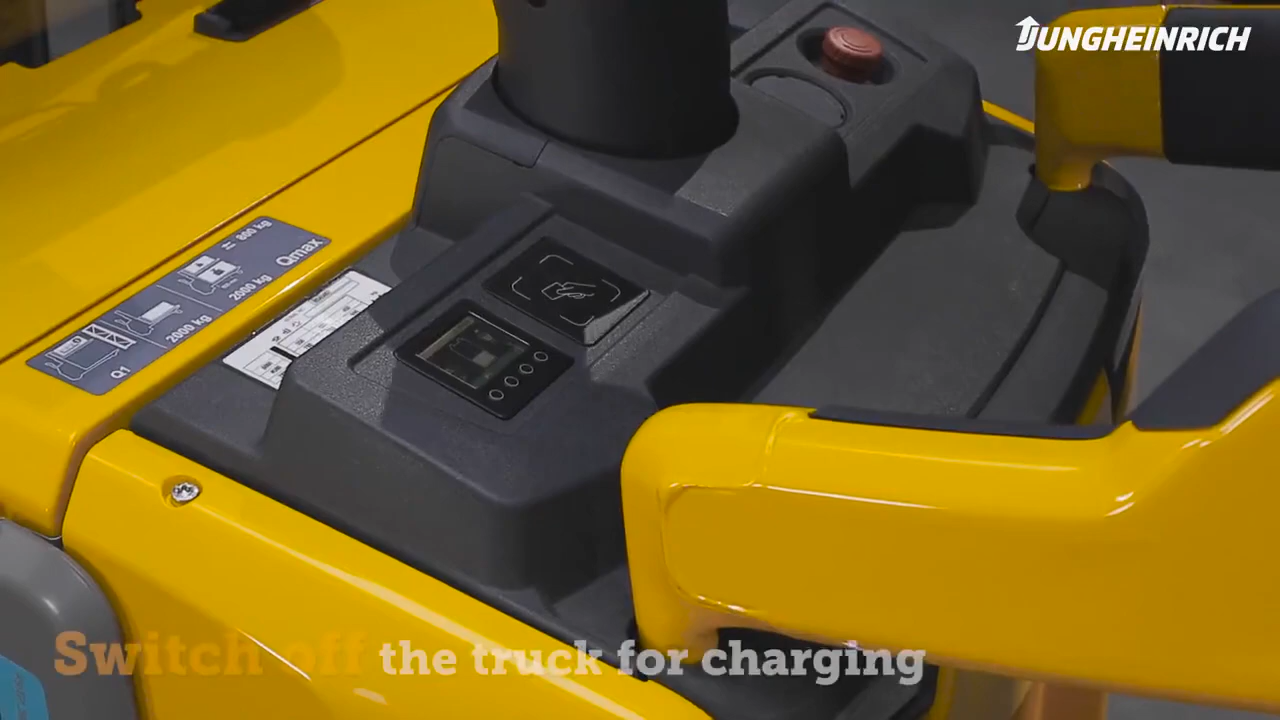 JUNGHEINRICH
= 800 kg
Qmax
2000 kg
2000 kg
Q1
Switch off the truck for charging